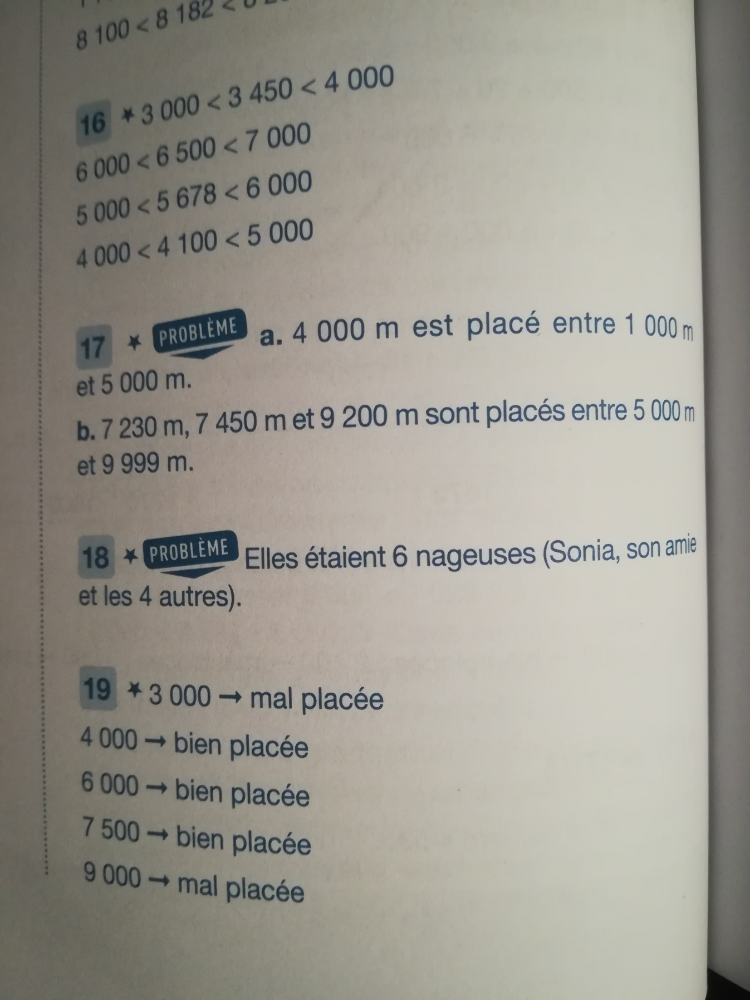 8 100 < 8 182 <
16 * 3 000 < 3 450 < 4 000
6 000 < 6 500 < 7 000
5 000 < 5 678 < 6 000
4 000 < 4 100 < 5 000
17 * PROBLÈME a. 4 000 m est placé entre 1 000 m
et 5 000 m.
b. 7 230 m, 7 450 m et 9 200 m sont placés entre 5 000 m
et 9 999 m.
18 * PROBLÈME Elles étaient 6 nageuses (Sonia, son amie
et les 4 autres).
19 * 3 000 → mal placée
4 000 → bien placée
6 000 → bien placée
7 500 → bien placée
9 000 → mal placée